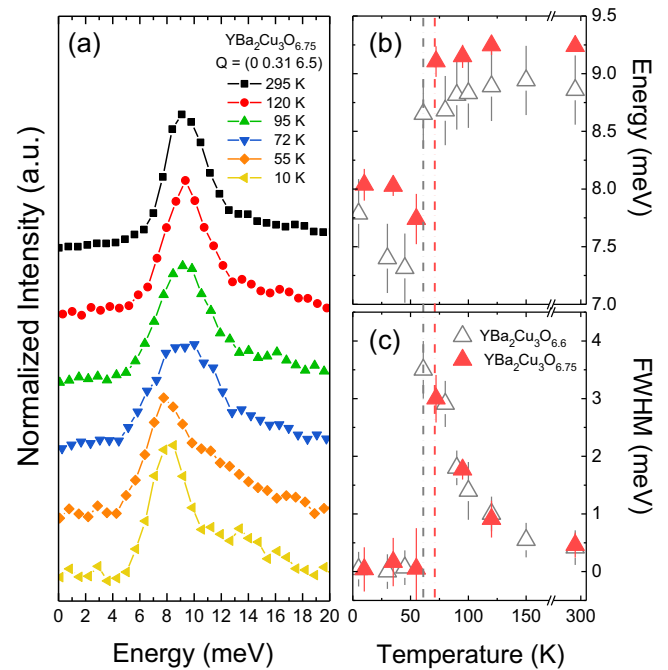 (a)
YBa₂Cu₃O₆.₇₅
Q = (0 0.31 6.5)
295 K
120 K
95 K
72 K
55 K
10 K
Normalized Intensity (a.u.)
0 2 4 6 8 10 12 14 16 18 20
Energy (meV)
(b)
9.5
9.0
8.5
8.0
7.5
7.0
Energy (meV)
(c)
YBa₂Cu₃O₆.₆
YBa₂Cu₃O₆.₇₅
4
3
2
1
0
FWHM (meV)
0 50 100 150 300
Temperature (K)